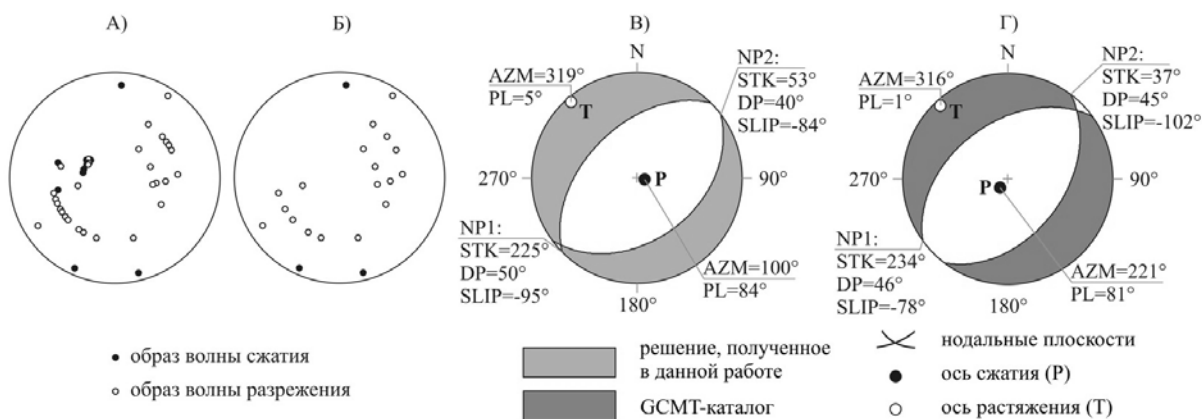 А)
Б)
В)
Г)
N
AZM=319°
PL=5°
T
P
270°
90°
180°
NP2:
STK=53°
DP=40°
SLIP=-84°
NP1:
STK=225°
DP=50°
SLIP=-95°
AZM=100°
PL=84°
N
AZM=316°
PL=1°
T
P
270°
90°
180°
NP2:
STK=37°
DP=45°
SLIP=-102°
NP1:
STK=234°
DP=46°
SLIP=-78°
AZM=221°
PL=81°
образ волны сжатия
образ волны разрежения
решение, полученное
в данной работе
GCMT-каталог
нодальные плоскости
ось сжатия (P)
ось растяжения (T)